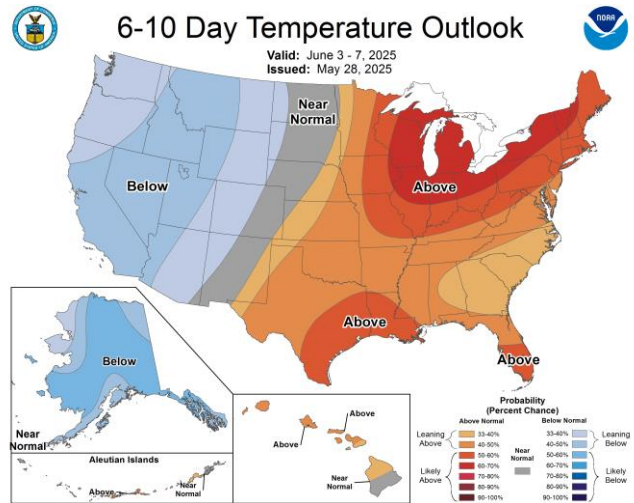 6-10 Day Temperature Outlook
Valid: June 3 - 7, 2025
Issued: May 28, 2025
NOAA
Near
Normal
Below
Above
Above
Above
Below
Near
Normal
Aleutian Islands
Above
Near
Normal
Above
Above
Near
Normal
Probability
(Percent Chance)
Above Normal
Below Normal
Leaning
Above
33-40%
40-50%
Near
Normal
33-40%
40-50%
Leaning
Below
Likely
Above
50-60%
60-70%
70-80%
80-90%
90-100%
50-60%
60-70%
70-80%
80-90%
90-100%
Likely
Below